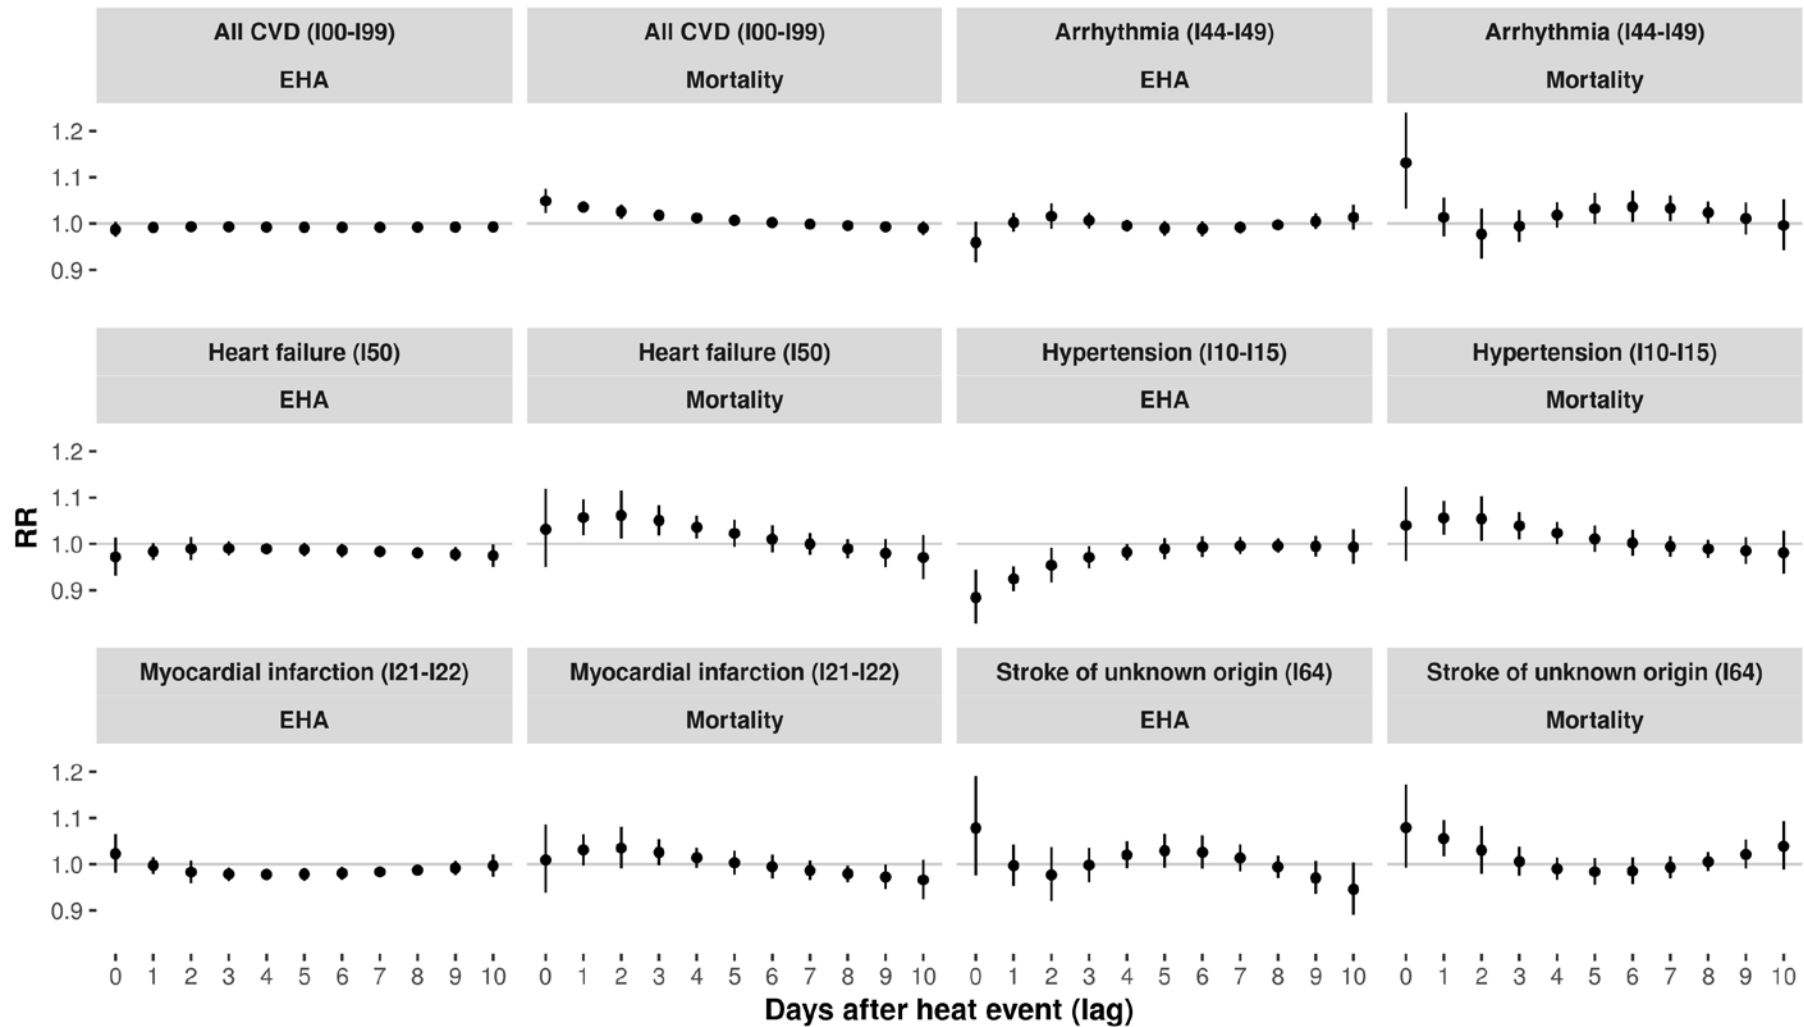 All CVD (I00-I99)
EHA
All CVD (I00-I99)
Mortality
Arrhythmia (I44-I49)
EHA
Arrhythmia (I44-I49)
Mortality
1.2
1.1
1.0
0.9
Heart failure (I50)
EHA
Heart failure (I50)
Mortality
Hypertension (I10-I15)
EHA
Hypertension (I10-I15)
Mortality
1.2
1.1
1.0
0.9
RR
Myocardial infarction (I21-I22)
EHA
Myocardial infarction (I21-I22)
Mortality
Stroke of unknown origin (I64)
EHA
Stroke of unknown origin (I64)
Mortality
1.2
1.1
1.0
0.9
0 1 2 3 4 5 6 7 8 9 10
0 1 2 3 4 5 6 7 8 9 10
0 1 2 3 4 5 6 7 8 9 10
0 1 2 3 4 5 6 7 8 9 10
Days after heat event (lag)